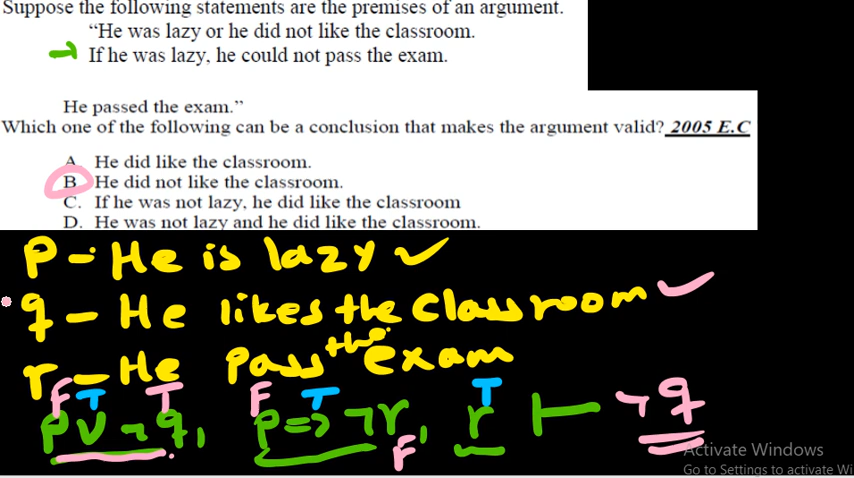 Suppose the following statements are the premises of an argument.
“He was lazy or he did not like the classroom.
If he was lazy, he could not pass the exam.
He passed the exam.”
Which one of the following can be a conclusion that makes the argument valid? 2005 E.C
A. He did like the classroom.
B. He did not like the classroom.
C. If he was not lazy, he did like the classroom
D. He was not lazy and he did like the classroom.
P - He is lazy ✓
q - He likes the classroom ✓
r - He pass the exam
F T T F T T
p ∨ ¬q, p => ¬r, r ⊢ ¬q
F
Activate Windows
Go to Settings to activate Wi